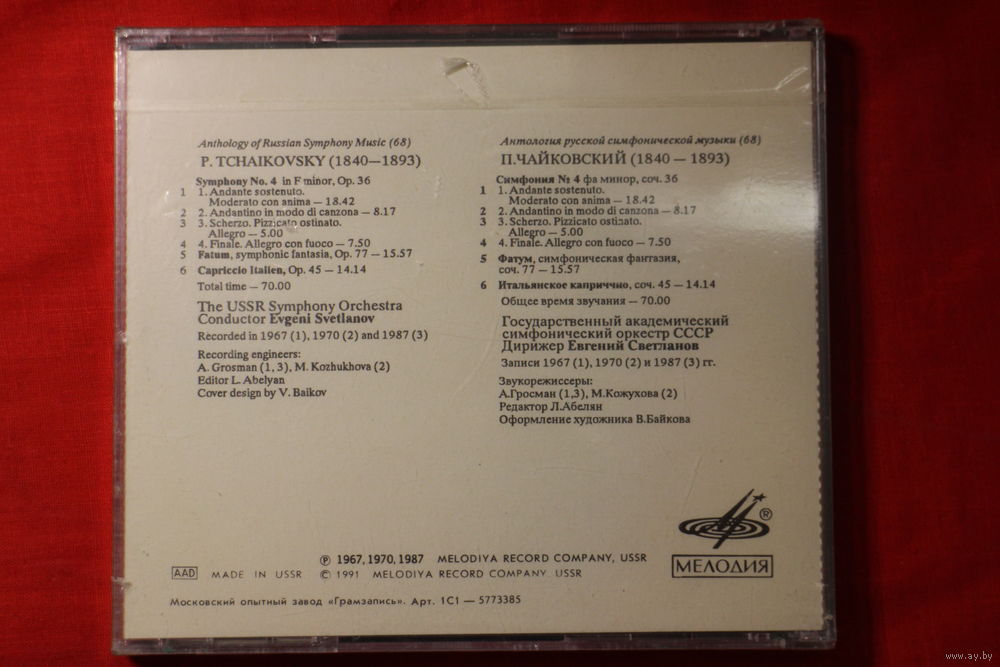 Anthology of Russian Symphony Music (68)
P. TCHAIKOVSKY (1840—1893)
Symphony No. 4 in F minor, Op. 36
1 1. Andante sostenuto.
Moderato con anima — 18.42
2 2. Andantino in modo di canzona — 8.17
3 3. Scherzo. Pizzicato ostinato.
Allegro — 5.00
4 4. Finale. Allegro con fuoco — 7.50
5 Fatum, symphonic fantasia, Op. 77 — 15.57
6 Capriccio Italien, Op. 45 — 14.14
Total time — 70.00
The USSR Symphony Orchestra
Conductor Evgeni Svetlanov
Recorded in 1967 (1), 1970 (2) and 1987 (3)
Recording engineers:
A. Grosman (1, 3), M. Kozhukhova (2)
Editor L. Abelyan
Cover design by V. Baikov
Антология русской симфонической музыки (68)
П.ЧАЙКОВСКИЙ (1840 — 1893)
Симфония № 4 фа минор, соч. 36
1 1. Andante sostenuto.
Moderato con anima — 18.42
2 2. Andantino in modo di canzona — 8.17
3 3. Scherzo. Pizzicato ostinato.
Allegro — 5.00
4 4. Finale. Allegro con fuoco — 7.50
5 Фатум, симфоническая фантазия,
соч. 77 — 15.57
6 Итальянское каприччио, соч. 45 — 14.14
Общее время звучания — 70.00
Государственный академический
симфонический оркестр СССР
Дирижер Евгений Светланов
Записи 1967 (1), 1970 (2) и 1987 (3) гг.
Звукорежиссеры:
А.Гросман (1,3), М.Кожухова (2)
Редактор Л.Абелян
Оформление художника В.Байкова
®
МЕЛОДИЯ
Ⓟ 1967, 1970, 1987 MELODIYA RECORD COMPANY, USSR
AAD MADE IN USSR © 1991 MELODIYA RECORD COMPANY USSR
Московский опытный завод «Грамзапись». Арт. 1С1 — 5773385
www.ay.by